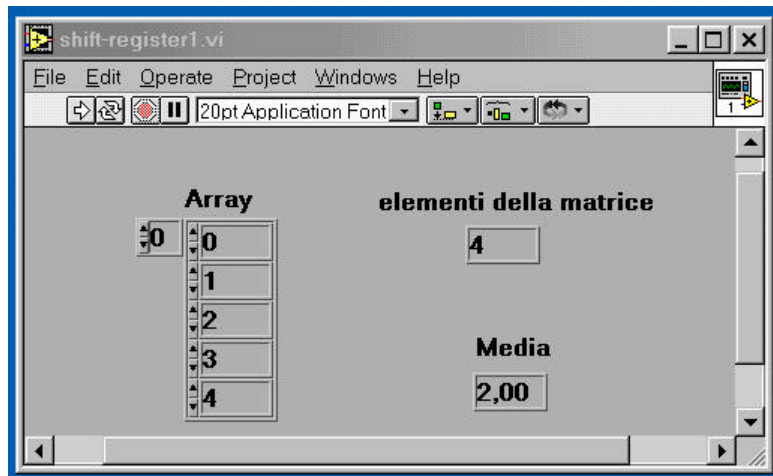 shift-register1.vi
File Edit Operate Project Windows Help
20pt Application Font
1
Array
elementi della matrice
0
0
4
1
2
3
Media
4
2,00